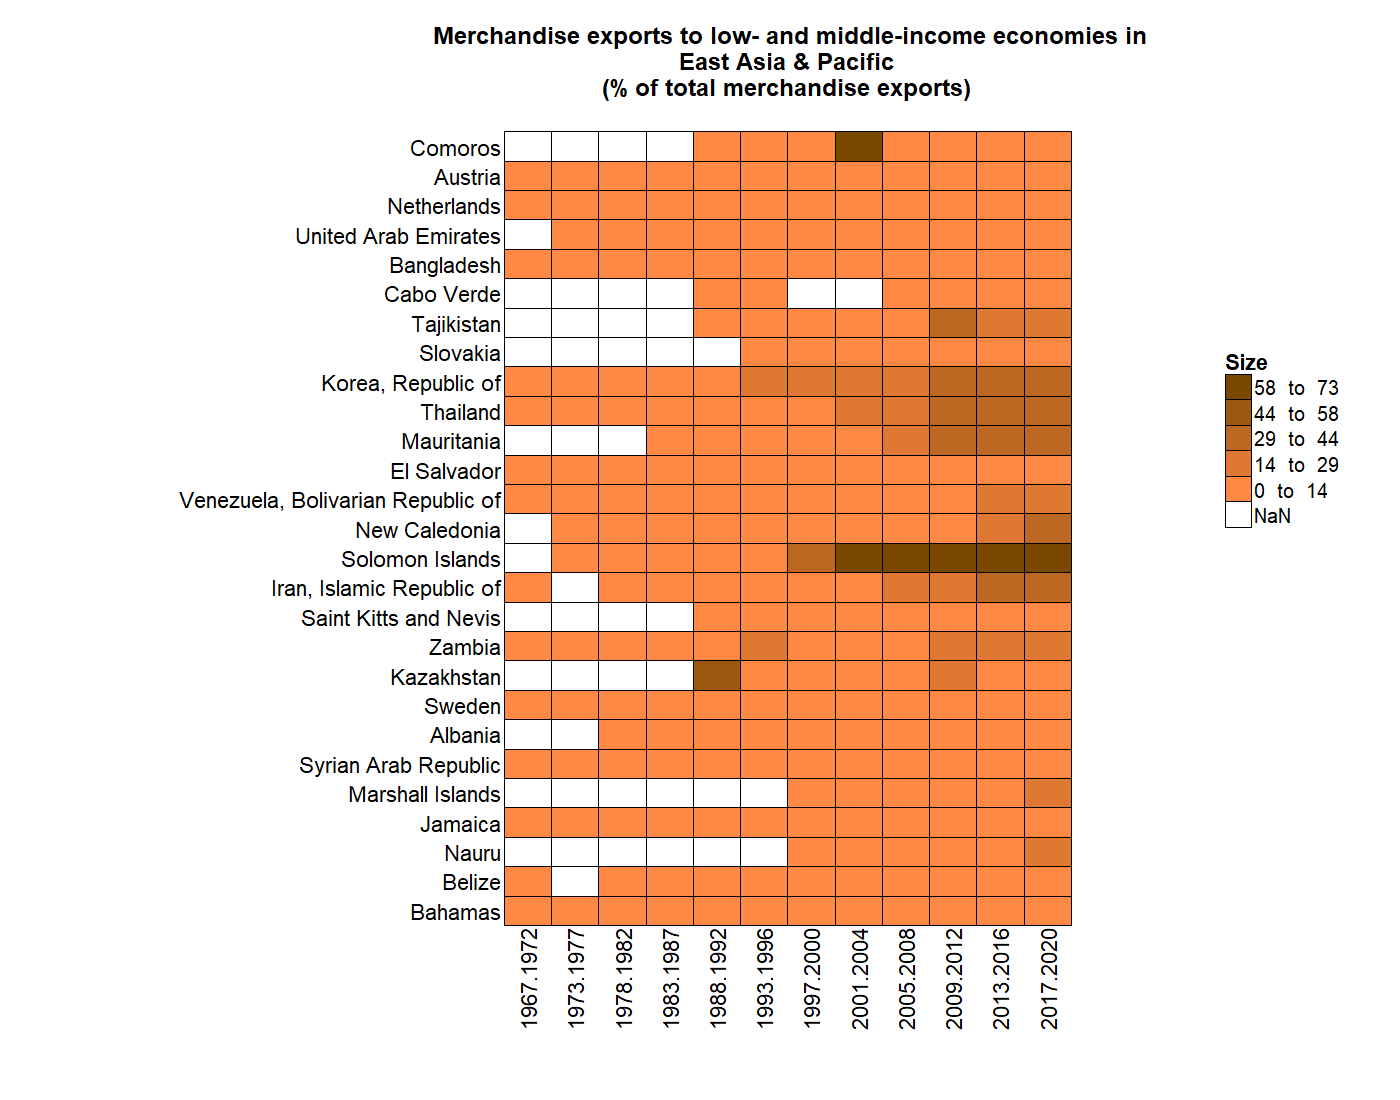 Merchandise exports to low- and middle-income economies in
East Asia & Pacific
(% of total merchandise exports)
Comoros
Austria
Netherlands
United Arab Emirates
Bangladesh
Cabo Verde
Tajikistan
Slovakia
Korea, Republic of
Thailand
Mauritania
El Salvador
Venezuela, Bolivarian Republic of
New Caledonia
Solomon Islands
Iran, Islamic Republic of
Saint Kitts and Nevis
Zambia
Kazakhstan
Sweden
Albania
Syrian Arab Republic
Marshall Islands
Jamaica
Nauru
Belize
Bahamas
1967.1972
1973.1977
1978.1982
1983.1987
1988.1992
1993.1996
1997.2000
2001.2004
2005.2008
2009.2012
2013.2016
2017.2020
Size
58 to 73
44 to 58
29 to 44
14 to 29
0 to 14
NaN